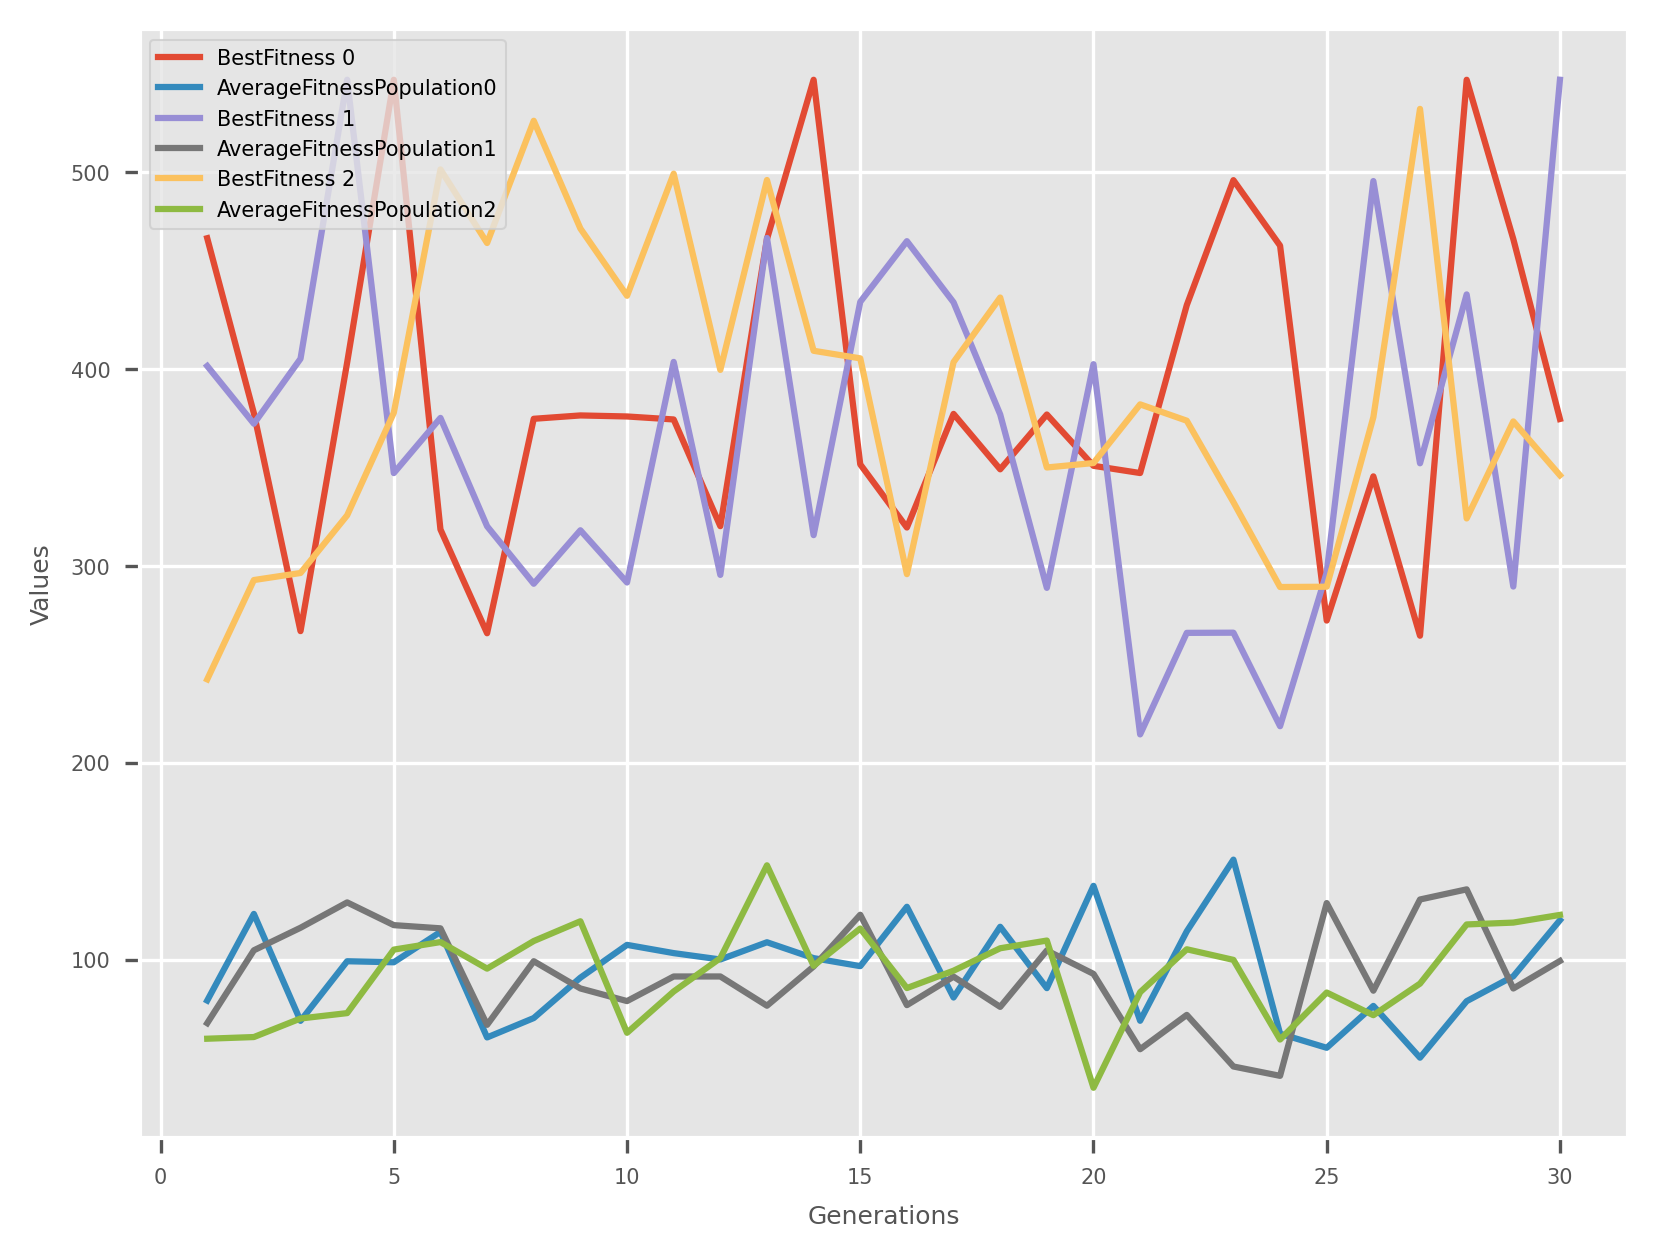 BestFitness 0
AverageFitnessPopulation0
BestFitness 1
AverageFitnessPopulation1
BestFitness 2
AverageFitnessPopulation2
500
400
300
200
100
Values
0 5 10 15 20 25 30
Generations